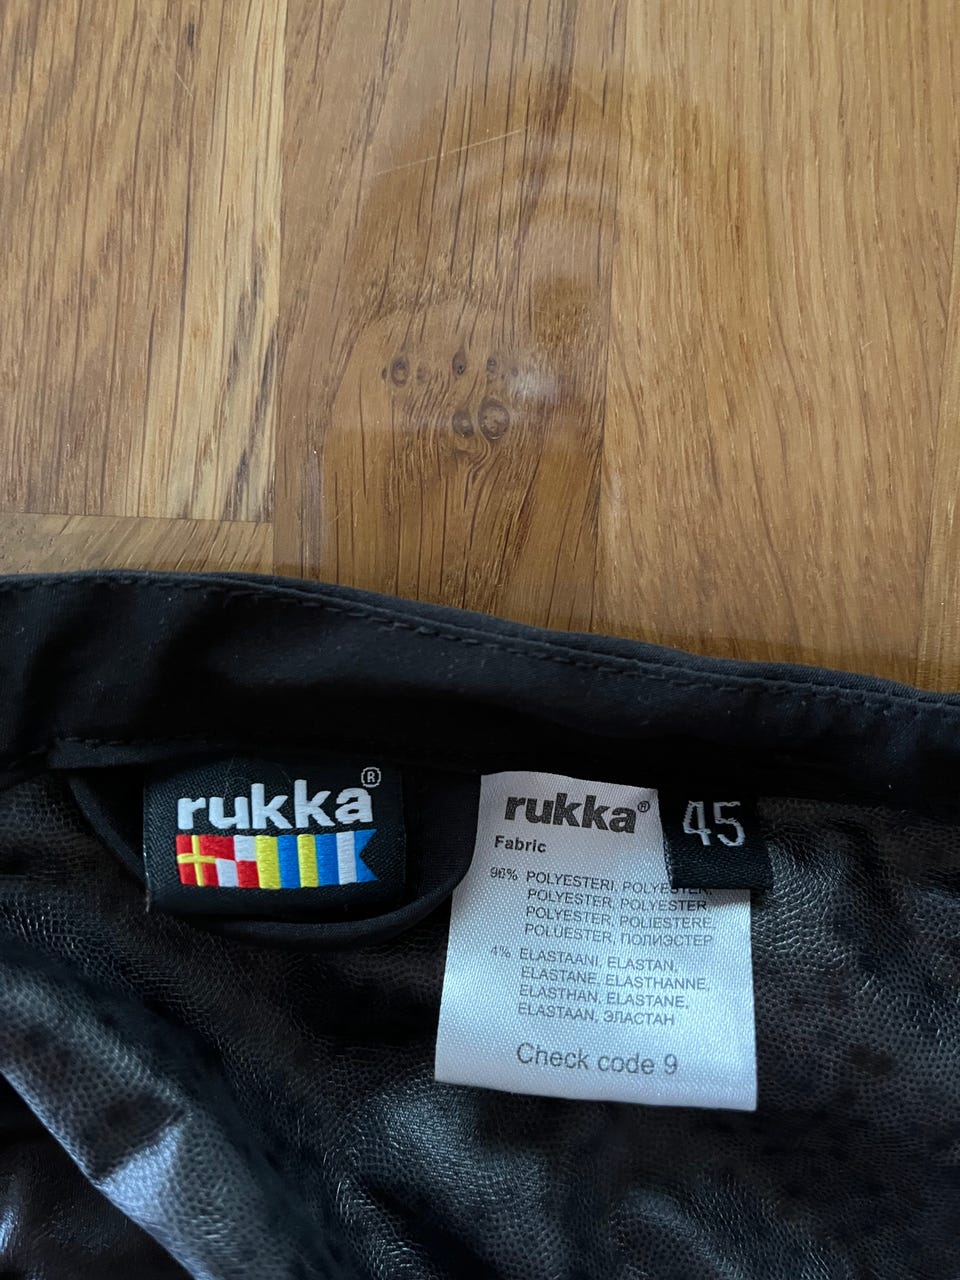 rukka®
rukka®
45
Fabric
96% POLYESTERI, POLYESTER,
POLYESTER, POLYESTER
POLYESTER, POLIESTERE,
POLUESTER, ПОЛИЭСТЕР
4% ELASTAANI, ELASTAN,
ELASTANE, ELASTHANNE,
ELASTHAN, ELASTANE,
ELASTAAN, ЭЛАСТАН
Check code 9